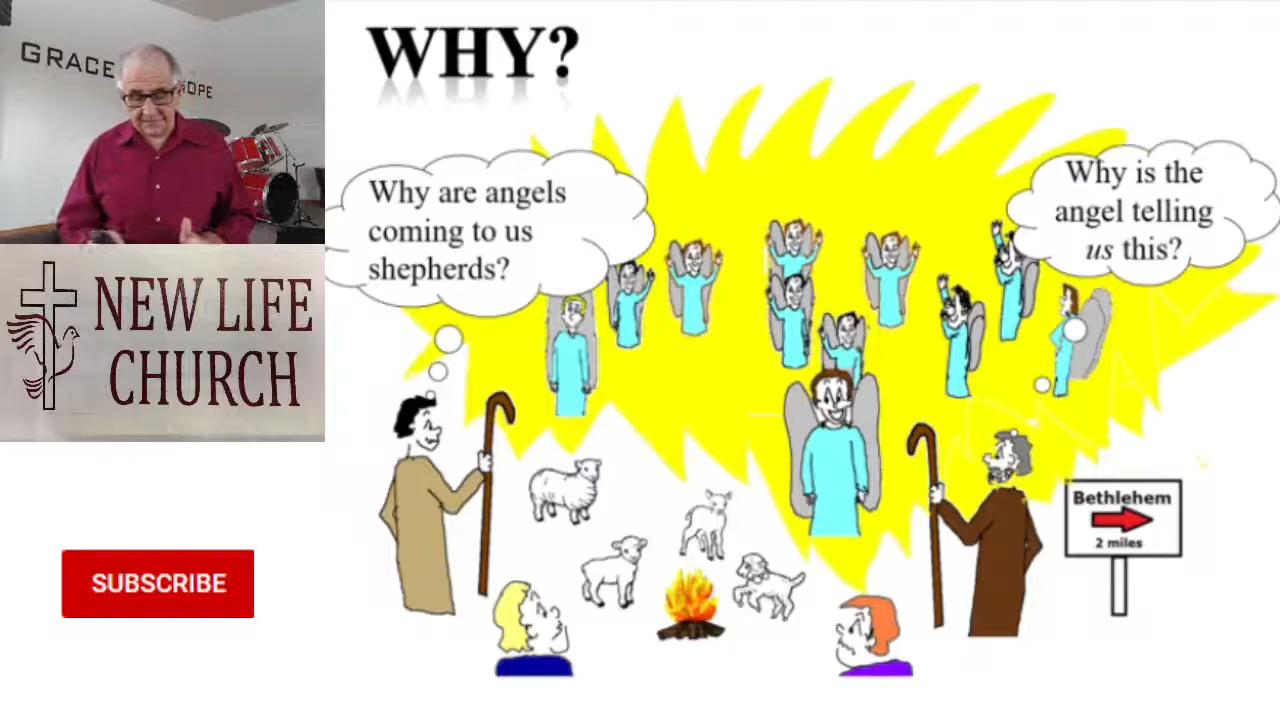 GRACE
HOPE
NEW LIFE
CHURCH
SUBSCRIBE
WHY?
Why are angels
coming to us
shepherds?
Why is the
angel telling
us this?
Bethlehem
2 miles